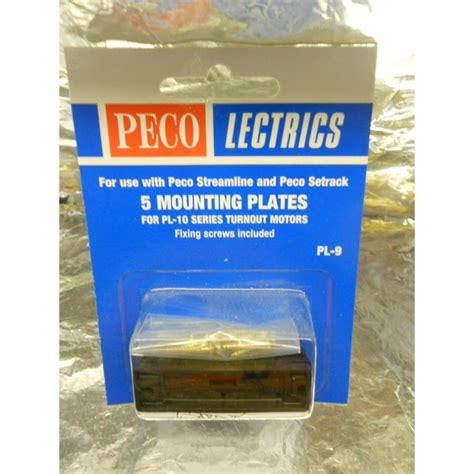 PECO LECTRICS
For use with Peco Streamline and Peco Setrack
5 MOUNTING PLATES
FOR PL-10 SERIES TURNOUT MOTORS
Fixing screws included
PL-9